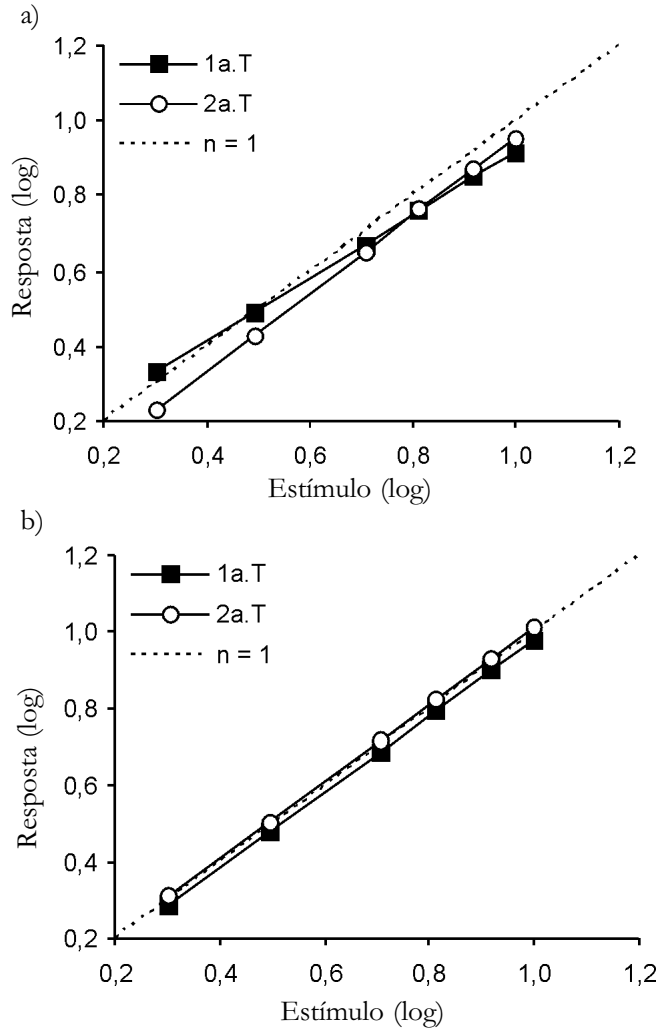 a)
1,2
1,0
0,8
0,6
0,4
0,2
Resposta (log)
1a.T
2a.T
n = 1
0,2 0,4 0,6 0,8 1,0 1,2
Estímulo (log)
b)
1,2
1,0
0,8
0,6
0,4
0,2
Resposta (log)
1a.T
2a.T
n = 1
0,2 0,4 0,6 0,8 1,0 1,2
Estímulo (log)